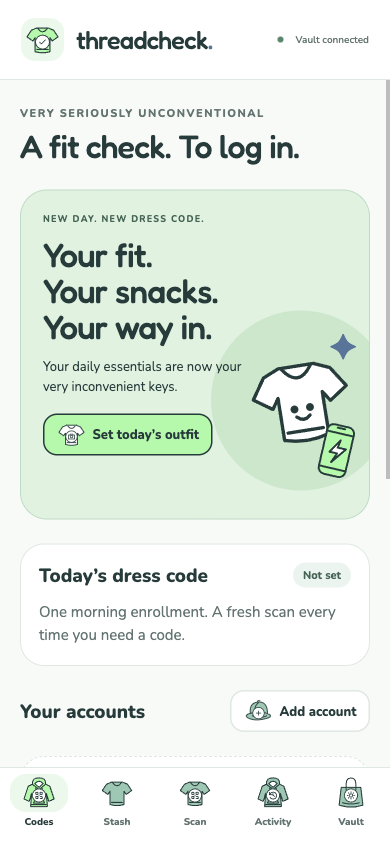 threadcheck.
Vault connected
VERY SERIOUSLY UNCONVENTIONAL
A fit check. To log in.
NEW DAY. NEW DRESS CODE.
Your fit.
Your snacks.
Your way in.
Your daily essentials are now your
very inconvenient keys.
Set today’s outfit
Today’s dress code
Not set
One morning enrollment. A fresh scan every
time you need a code.
Your accounts
Add account
Codes
Stash
Scan
Activity
Vault